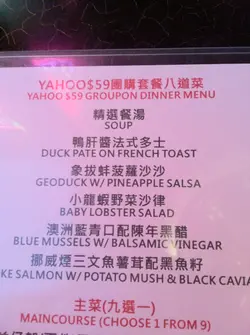 YAHOO$59團購套餐八道菜
YAHOO $59 GROUPON DINNER MENU
精選餐湯
SOUP
鴨肝醬法式多士
DUCK PATE ON FRENCH TOAST
象拔蚌菠蘿沙沙
GEODUCK W/ PINEAPPLE SALSA
小龍蝦野菜沙律
BABY LOBSTER SALAD
澳洲藍青口配陳年黑醋
BLUE MUSSELS W/ BALSAMIC VINEGAR
挪威煙三文魚薯茸配黑魚籽
KE SALMON W/ POTATO MUSH & BLACK CAVIA
主菜(九選一)
MAINCOURSE (CHOOSE 1 FROM 9)